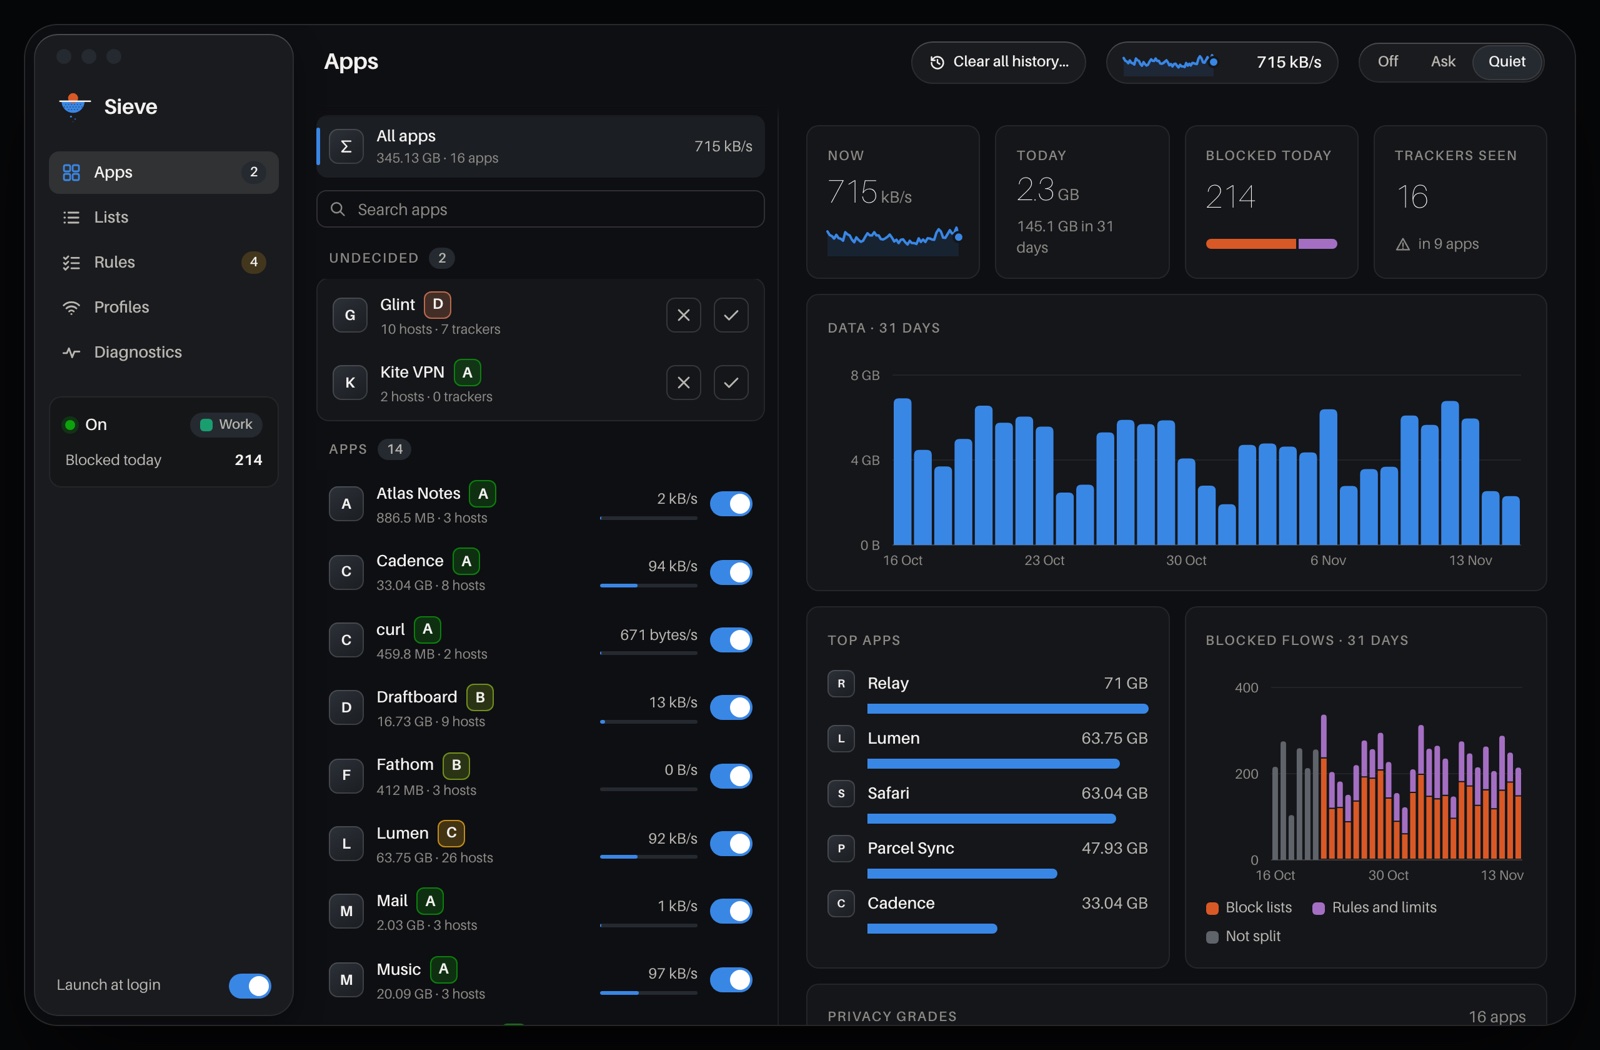 Sieve
Apps 2
Lists
Rules 4
Profiles
Diagnostics
On Work
Blocked today 214
Launch at login
Apps
Clear all history...
715 kB/s
Off Ask Quiet
Σ All apps 715 kB/s
345.13 GB · 16 apps
Search apps
UNDECIDED 2
G Glint D
10 hosts · 7 trackers
K Kite VPN A
2 hosts · 0 trackers
APPS 14
A Atlas Notes A 2 kB/s
886.5 MB · 3 hosts
C Cadence A 94 kB/s
33.04 GB · 8 hosts
C curl A 671 bytes/s
459.8 MB · 2 hosts
D Draftboard B 13 kB/s
16.73 GB · 9 hosts
F Fathom B 0 B/s
412 MB · 3 hosts
L Lumen C 92 kB/s
63.75 GB · 26 hosts
M Mail A 1 kB/s
2.03 GB · 3 hosts
M Music A 97 kB/s
20.09 GB · 3 hosts
NOW
715 kB/s
TODAY
2.3 GB
145.1 GB in 31
days
BLOCKED TODAY
214
TRACKERS SEEN
16
in 9 apps
DATA · 31 DAYS
8 GB
4 GB
0 B
16 Oct 23 Oct 30 Oct 6 Nov 13 Nov
TOP APPS
R Relay 71 GB
L Lumen 63.75 GB
S Safari 63.04 GB
P Parcel Sync 47.93 GB
C Cadence 33.04 GB
BLOCKED FLOWS · 31 DAYS
400
200
0
16 Oct 30 Oct 13 Nov
Block lists Rules and limits
Not split
PRIVACY GRADES 16 apps